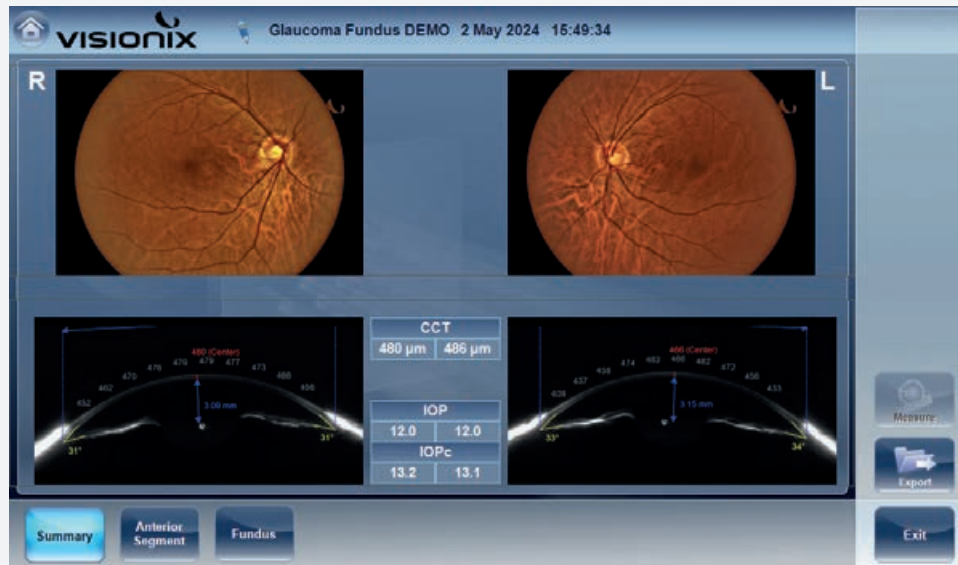 VISIONIX Glaucoma Fundus DEMO 2 May 2024 15:49:34
R
L
CCT
480 µm 486 µm
IOP
12.0 12.0
IOPc
13.2 13.1
480 (Center)
476 479 477
470 473
462 466
452 456
3.09 mm
31° 31°
486 (Center)
474 483 486 482 472
458 456
437 433
408
3.15 mm
33° 34°
Measure
Export
Summary
Anterior
Segment
Fundus
Exit